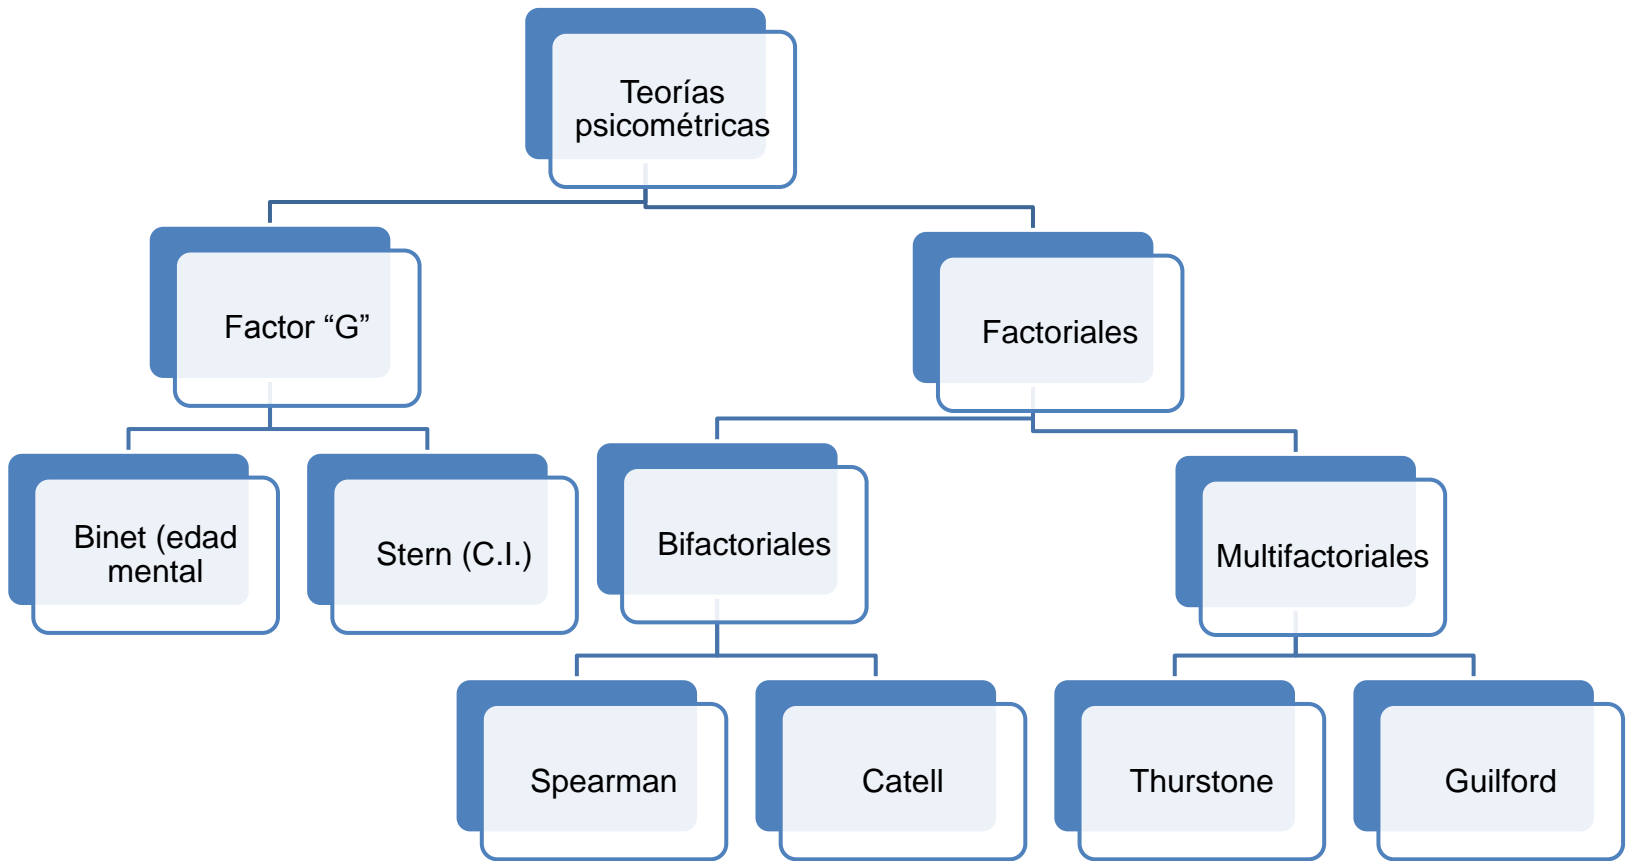 Teorías
psicométricas
Factor “G”
Factoriales
Binet (edad
mental
Stern (C.I.)
Bifactoriales
Multifactoriales
Spearman
Catell
Thurstone
Guilford